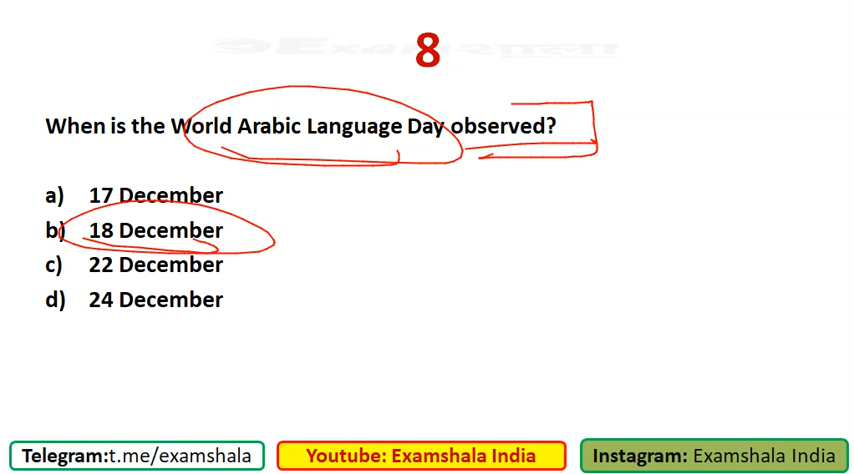 8
When is the World Arabic Language Day observed?
a) 17 December
b) 18 December
c) 22 December
d) 24 December
Telegram:t.me/examshala
Youtube: Examshala India
Instagram: Examshala India